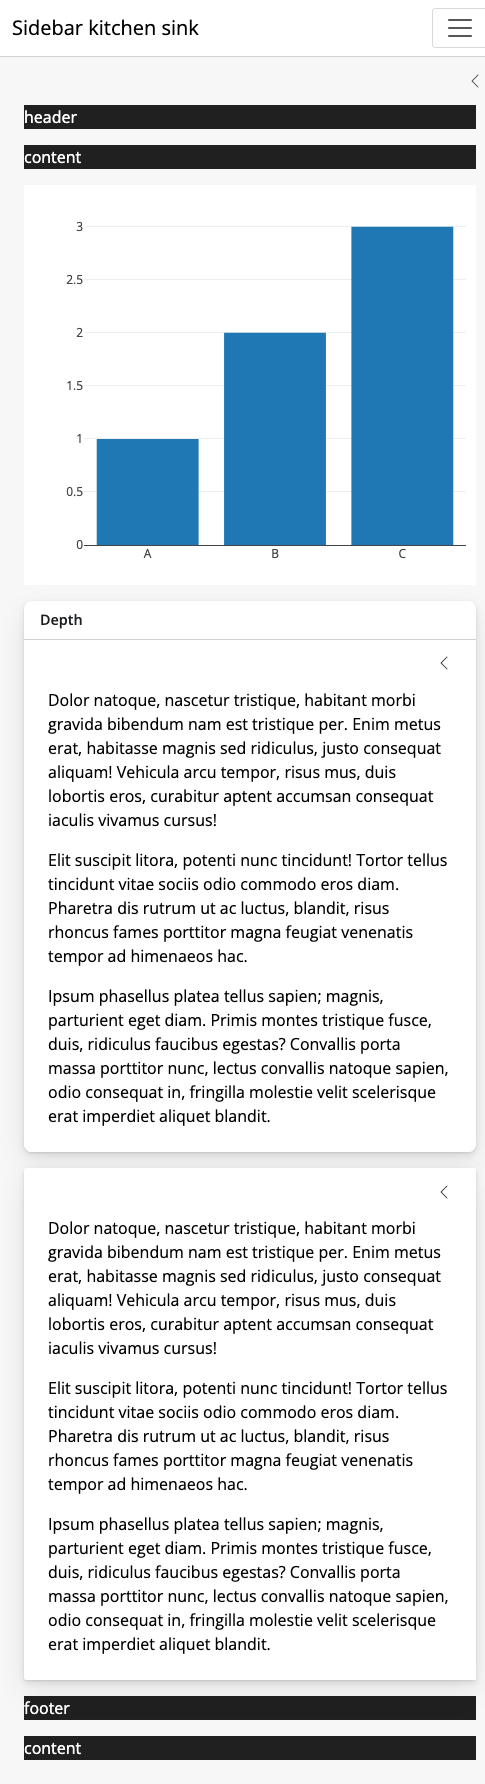 Sidebar kitchen sink
header
content
3
2.5
2
1.5
1
0.5
0
A B C
Depth
Dolor natoque, nascetur tristique, habitant morbi
gravida bibendum nam est tristique per. Enim metus
erat, habitasse magnis sed ridiculus, justo consequat
aliquam! Vehicula arcu tempor, risus mus, duis
lobortis eros, curabitur aptent accumsan consequat
iaculis vivamus cursus!
Elit suscipit litora, potenti nunc tincidunt! Tortor tellus
tincidunt vitae sociis odio commodo eros diam.
Pharetra dis rutrum ut ac luctus, blandit, risus
rhoncus fames porttitor magna feugiat venenatis
tempor ad himenaeos hac.
Ipsum phasellus platea tellus sapien; magnis,
parturient eget diam. Primis montes tristique fusce,
duis, ridiculus faucibus egestas? Convallis porta
massa porttitor nunc, lectus convallis natoque sapien,
odio consequat in, fringilla molestie velit scelerisque
erat imperdiet aliquet blandit.
Dolor natoque, nascetur tristique, habitant morbi
gravida bibendum nam est tristique per. Enim metus
erat, habitasse magnis sed ridiculus, justo consequat
aliquam! Vehicula arcu tempor, risus mus, duis
lobortis eros, curabitur aptent accumsan consequat
iaculis vivamus cursus!
Elit suscipit litora, potenti nunc tincidunt! Tortor tellus
tincidunt vitae sociis odio commodo eros diam.
Pharetra dis rutrum ut ac luctus, blandit, risus
rhoncus fames porttitor magna feugiat venenatis
tempor ad himenaeos hac.
Ipsum phasellus platea tellus sapien; magnis,
parturient eget diam. Primis montes tristique fusce,
duis, ridiculus faucibus egestas? Convallis porta
massa porttitor nunc, lectus convallis natoque sapien,
odio consequat in, fringilla molestie velit scelerisque
erat imperdiet aliquet blandit.
footer
content